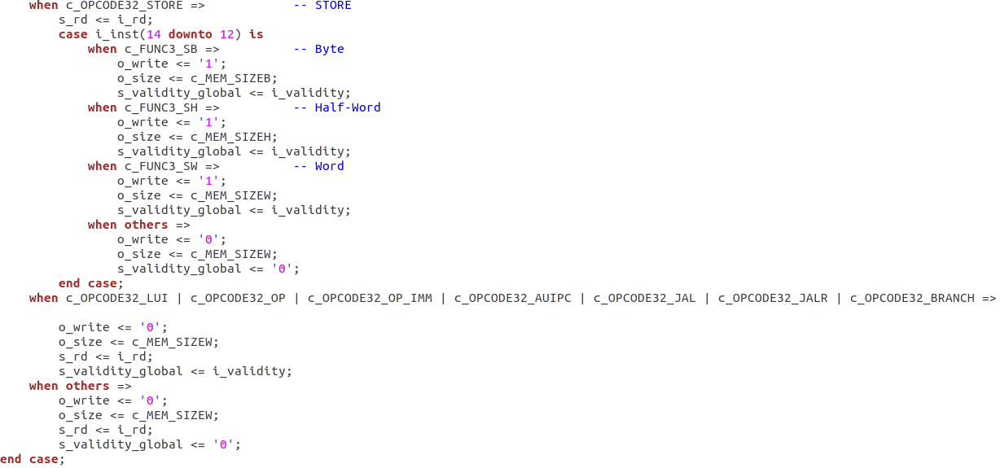 when c_OPCODE32_STORE =>            -- STORE
        s_rd <= i_rd;
        case i_inst(14 downto 12) is
            when c_FUNC3_SB =>          -- Byte
                o_write <= '1';
                o_size <= c_MEM_SIZEB;
                s_validity_global <= i_validity;
            when c_FUNC3_SH =>          -- Half-Word
                o_write <= '1';
                o_size <= c_MEM_SIZEH;
                s_validity_global <= i_validity;
            when c_FUNC3_SW =>          -- Word
                o_write <= '1';
                o_size <= c_MEM_SIZEW;
                s_validity_global <= i_validity;
            when others =>
                o_write <= '0';
                o_size <= c_MEM_SIZEW;
                s_validity_global <= '0';
        end case;
    when c_OPCODE32_LUI | c_OPCODE32_OP | c_OPCODE32_OP_IMM | c_OPCODE32_AUIPC | c_OPCODE32_JAL | c_OPCODE32_JALR | c_OPCODE32_BRANCH =>

        o_write <= '0';
        o_size <= c_MEM_SIZEW;
        s_rd <= i_rd;
        s_validity_global <= i_validity;
    when others =>
        o_write <= '0';
        o_size <= c_MEM_SIZEW;
        s_rd <= i_rd;
        s_validity_global <= '0';
end case;